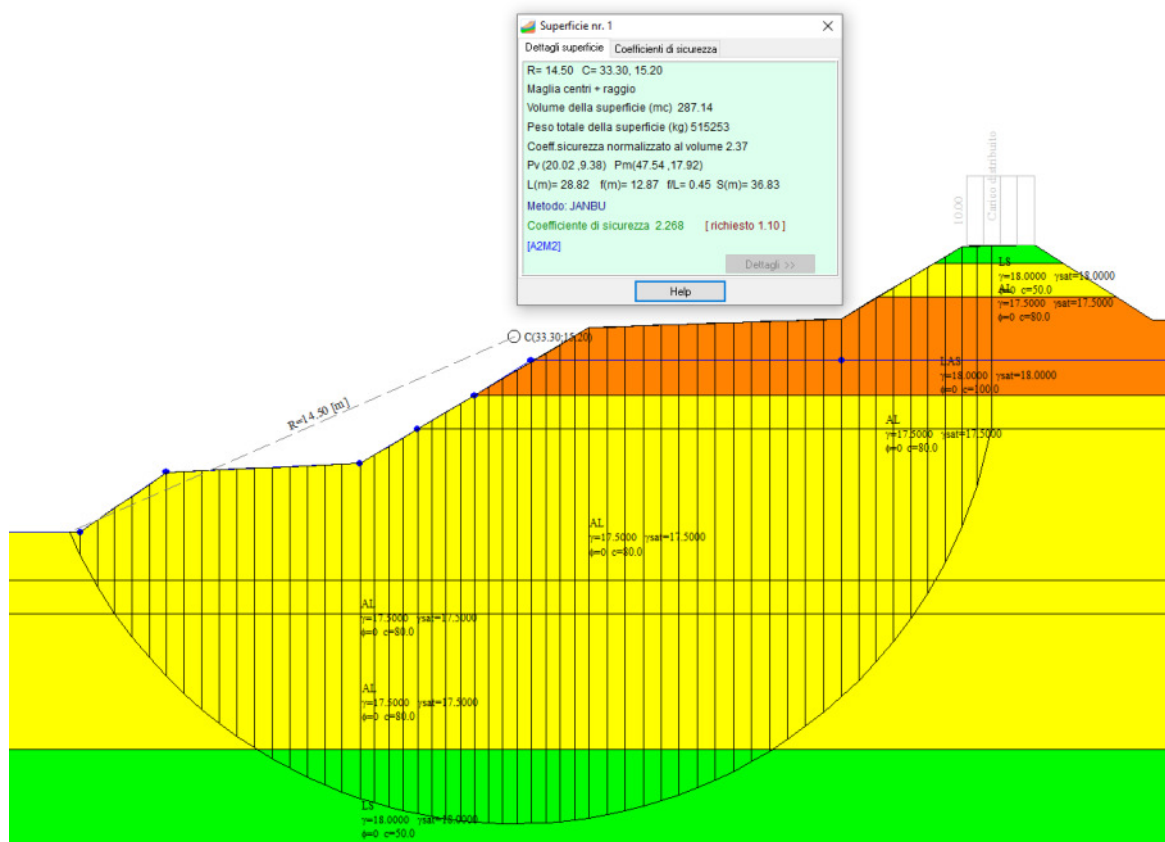 Superficie nr. 1
Dettagli superficie
Coefficienti di sicurezza
R= 14.50 C= 33.30, 15.20
Maglia centri + raggio
Volume della superficie (mc) 287.14
Peso totale della superficie (kg) 515253
Coeff.sicurezza normalizzato al volume 2.37
Pv (20.02 ,9.38) Pm(47.54 ,17.92)
L(m)= 28.82 f(m)= 12.87 f/L= 0.45 S(m)= 36.83
Metodo: JANBU
Coefficiente di sicurezza 2.268 [ richiesto 1.10 ]
[A2M2]
Dettagli >>
Help
10.00
Carico distribuito
LS
γ=18.0000 γsat=18.0000
ϕ=0 c=50.0
AL
γ=17.5000 γsat=17.5000
ϕ=0 c=80.0
C(33.30;15.20)
R=14.50 [m]
LAS
γ=18.0000 γsat=18.0000
ϕ=0 c=100.0
AL
γ=17.5000 γsat=17.5000
ϕ=0 c=80.0
AL
γ=17.5000 γsat=17.5000
ϕ=0 c=80.0
AL
γ=17.5000 γsat=17.5000
ϕ=0 c=80.0
AL
γ=17.5000 γsat=17.5000
ϕ=0 c=80.0
LS
γ=18.0000 γsat=18.0000
ϕ=0 c=50.0